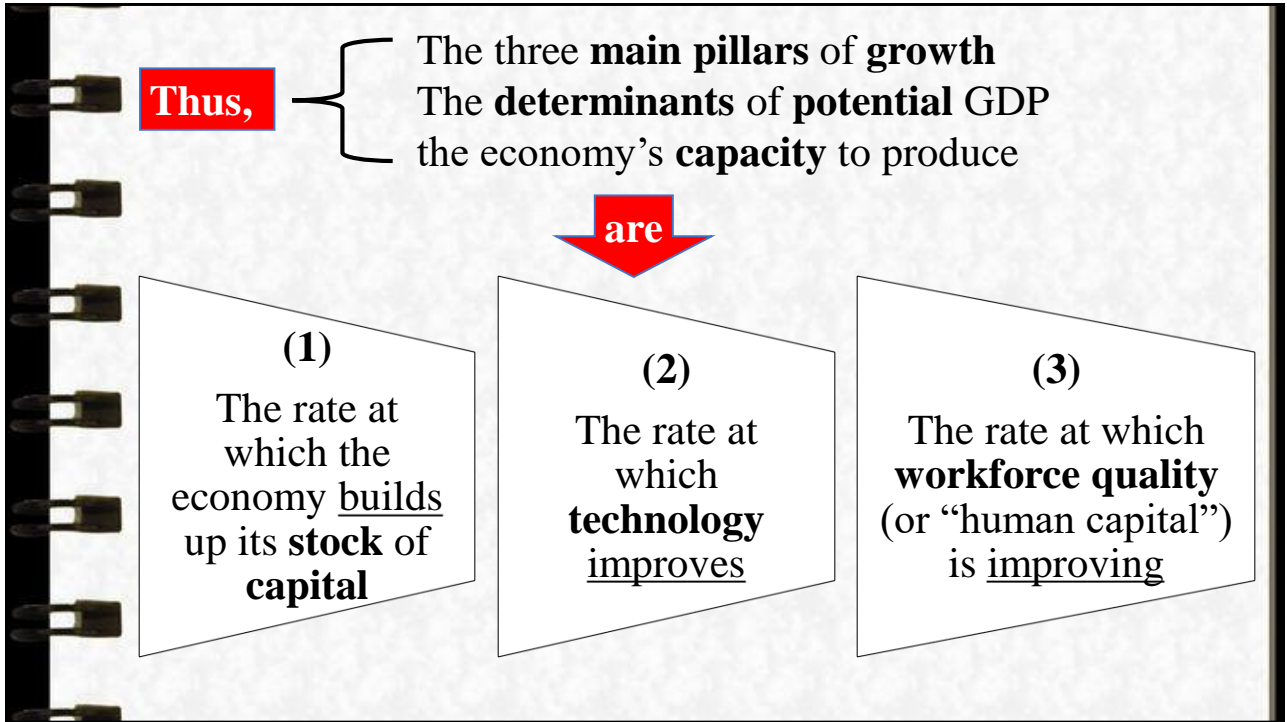 The three main pillars of growth
Thus,
The determinants of potential GDP
the economy’s capacity to produce
are
(1)
The rate at
which the
economy builds
up its stock of
capital
(2)
The rate at
which
technology
improves
(3)
The rate at which
workforce quality
(or “human capital”)
is improving